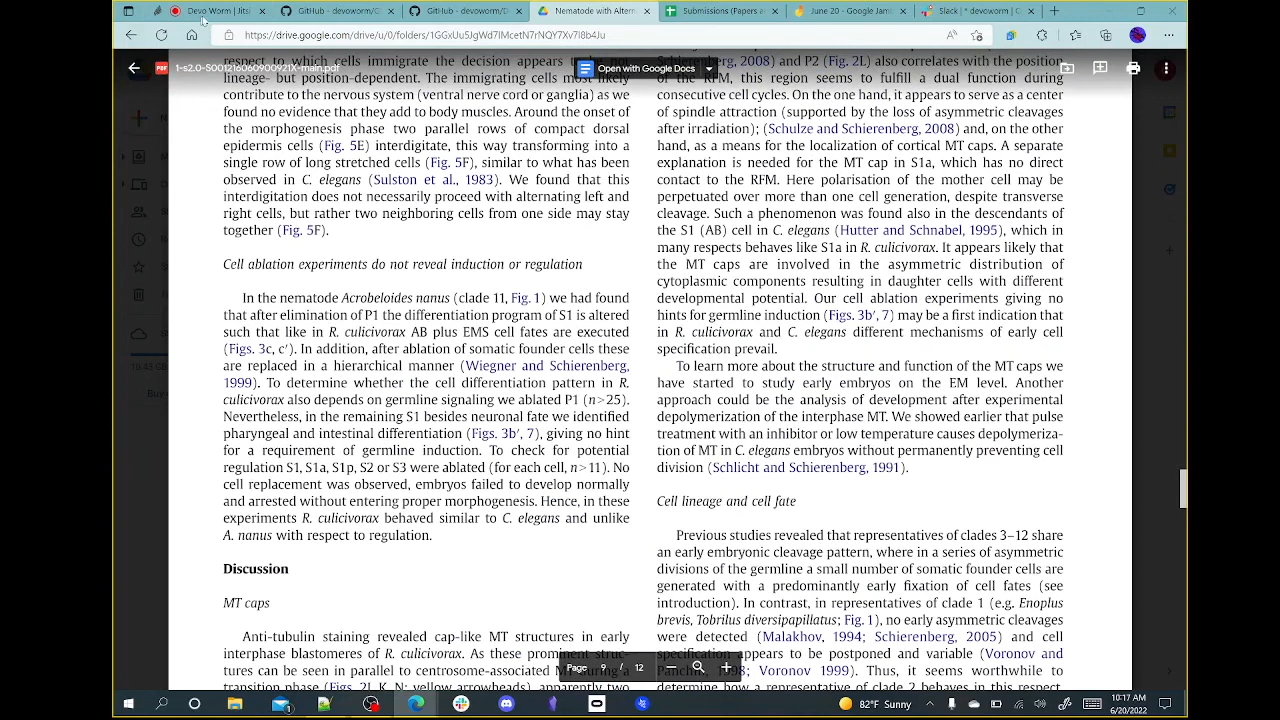 Devo Worm | Jitsi
GitHub - devoworm/
GitHub - devoworm/D
Nematode with Altern
Submissions (Papers a
June 20 - Google Jam
Slack | * devoworm |
https://drive.google.com/drive/u/0/folders/
1-s2.0-S001216060900921X-main.pdf
Open with Google Docs
lineage- but position-dependent. The immigrating cells most likely
contribute to the nervous system (ventral nerve cord or ganglia) as we
found no evidence that they add to body muscles. Around the onset of
the morphogenesis phase two parallel rows of compact dorsal
epidermis cells (Fig. 5E) interdigitate, this way transforming into a
single row of long stretched cells (Fig. 5F), similar to what has been
observed in C. elegans (Sulston et al., 1983). We found that this
interdigitation does not necessarily proceed with alternating left and
right cells, but rather two neighboring cells from one side may stay
together (Fig. 5F).
Cell ablation experiments do not reveal induction or regulation
In the nematode Acrobeloides nanus (clade 11, Fig. 1) we had found
that after elimination of P1 the differentiation program of S1 is altered
such that like in R. culicivorax AB plus EMS cell fates are executed
(Figs. 3c, c′). In addition, after ablation of somatic founder cells these
are replaced in a hierarchical manner (Wiegner and Schierenberg,
1999). To determine whether the cell differentiation pattern in R.
culicivorax also depends on germline signaling we ablated P1 (n>25).
Nevertheless, in the remaining S1 besides neuronal fate we identified
pharyngeal and intestinal differentiation (Figs. 3b′, 7), giving no hint
for a requirement of germline induction. To check for potential
regulation S1, S1a, S1p, S2 or S3 were ablated (for each cell, n>11). No
cell replacement was observed, embryos failed to develop normally
and arrested without entering proper morphogenesis. Hence, in these
experiments R. culicivorax behaved similar to C. elegans and unlike
A. nanus with respect to regulation.
Discussion
MT caps
Anti-tubulin staining revealed cap-like MT structures in early
interphase blastomeres of R. culicivorax. As these prominent struc-
tures can be seen in parallel to centrosome-associated MT during a
transition phase (Figs. 2I, K, N; yellow arrowheads), apparently two
Schierenberg, 2008) and P2 (Fig. 2L) also correlates with the position
of the RFM, this region seems to fulfill a dual function during
consecutive cell cycles. On the one hand, it appears to serve as a center
of spindle attraction (supported by the loss of asymmetric cleavages
after irradiation); (Schulze and Schierenberg, 2008) and, on the other
hand, as a means for the localization of cortical MT caps. A separate
explanation is needed for the MT cap in S1a, which has no direct
contact to the RFM. Here polarisation of the mother cell may be
perpetuated over more than one cell generation, despite transverse
cleavage. Such a phenomenon was found also in the descendants of
the S1 (AB) cell in C. elegans (Hutter and Schnabel, 1995), which in
many respects behaves like S1a in R. culicivorax. It appears likely that
the MT caps are involved in the asymmetric distribution of
cytoplasmic components resulting in daughter cells with different
developmental potential. Our cell ablation experiments giving no
hints for germline induction (Figs. 3b′, 7) may be a first indication that
in R. culicivorax and C. elegans different mechanisms of early cell
specification prevail.
To learn more about the structure and function of the MT caps we
have started to study early embryos on the EM level. Another
approach could be the analysis of development after experimental
depolymerization of the interphase MT. We showed earlier that pulse
treatment with an inhibitor or low temperature causes depolymeriza-
tion of MT in C. elegans embryos without permanently preventing cell
division (Schlicht and Schierenberg, 1991).
Cell lineage and cell fate
Previous studies revealed that representatives of clades 3–12 share
an early embryonic cleavage pattern, where in a series of asymmetric
divisions of the germline a small number of somatic founder cells are
generated with a predominantly early fixation of cell fates (see
introduction). In contrast, in representatives of clade 1 (e.g. Enoplus
brevis, Tobrilus diversipapillatus; Fig. 1), no early asymmetric cleavages
were detected (Malakhov, 1994; Schierenberg, 2005) and cell
specification appears to be postponed and variable (Voronov and
Panchin, 1998; Voronov 1999). Thus, it seems worthwhile to
determine how a representative of clade 2 behaves in this respect.
Page 9 / 12
82°F Sunny
10:17 AM
6/20/2022